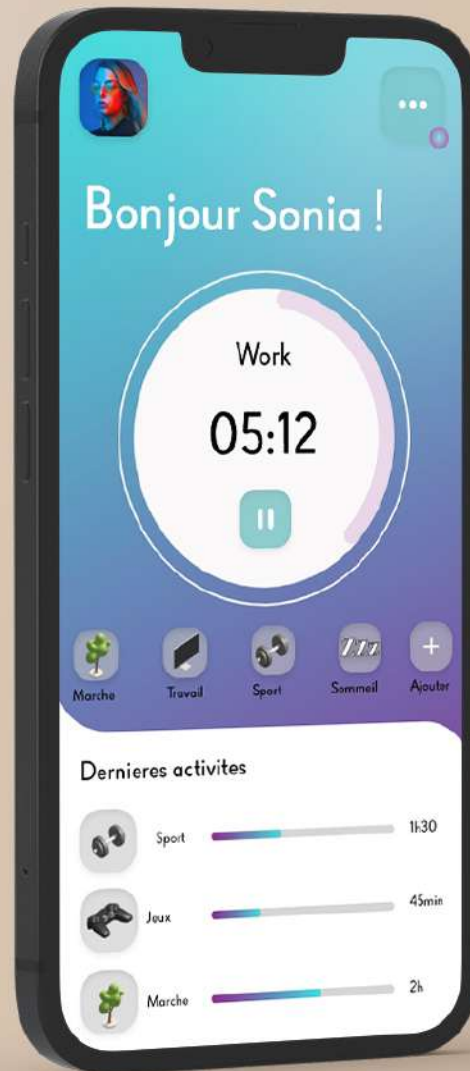 Bonjour Sonia !
Work
05:12
Marche Travail Sport Sommeil Ajouter
Dernieres activites
Sport 1h30
Jeux 45min
Marche 2h